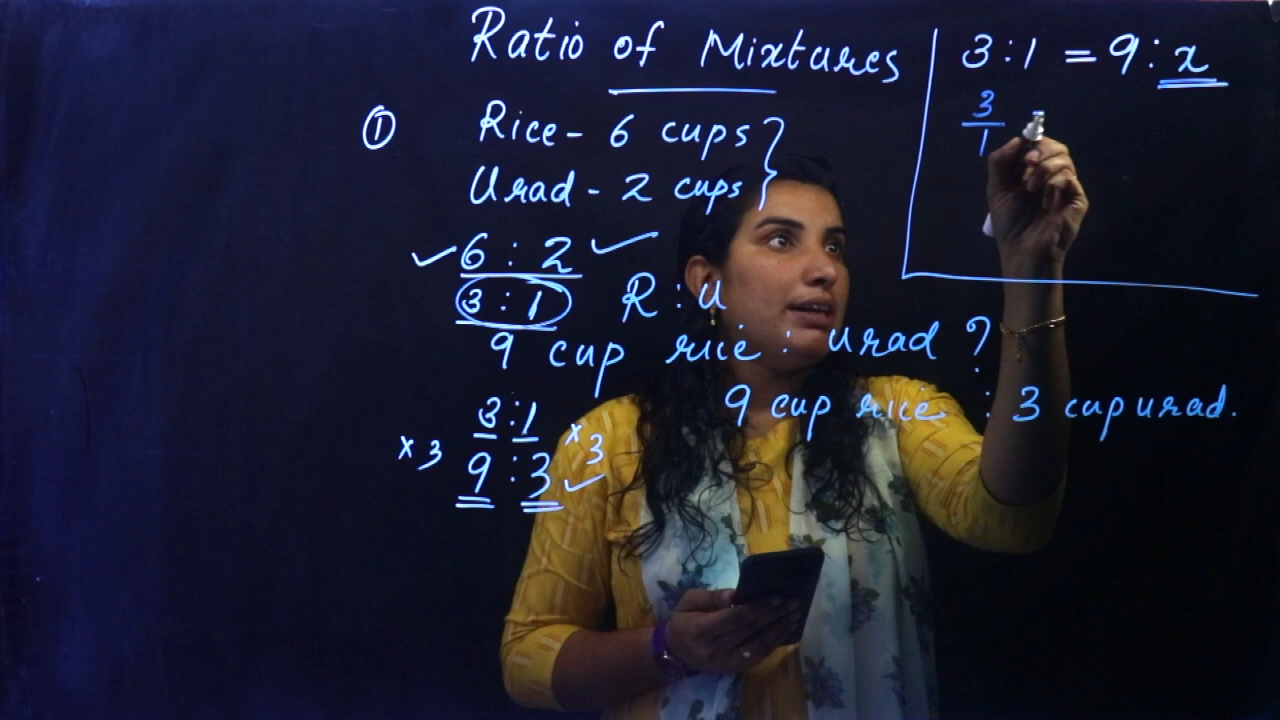 Ratio of Mixtures
① Rice - 6 cups }
Urad - 2 cups
6 : 2
3 : 1 R : U
9 cup rice : urad ?
9 cup rice : 3 cup urad.
3 : 1
×3 9 : 3 ×3
3 : 1 = 9 : x
3/1